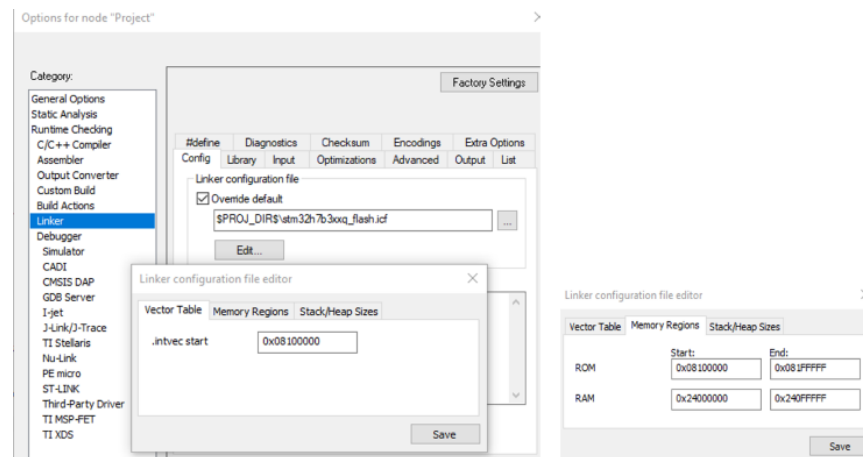 Options for node "Project"
Category:
General Options
Static Analysis
Runtime Checking
C/C++ Compiler
Assembler
Output Converter
Custom Build
Build Actions
Linker
Debugger
Simulator
CADI
CMSIS DAP
GDB Server
I-jet
J-Link/J-Trace
TI Stellaris
Nu-Link
PE micro
ST-LINK
Third-Party Driver
TI MSP-FET
TI XDS
Factory Settings
#define Diagnostics Checksum Encodings Extra Options
Config Library Input Optimizations Advanced Output List
Linker configuration file
Override default
$PROJ_DIR$\stm32h7b3xxq_flash.icf
...
Edit...
Linker configuration file editor
Vector Table Memory Regions Stack/Heap Sizes
.intvec start 0x08100000
Save
Linker configuration file editor
Vector Table Memory Regions Stack/Heap Sizes
Start: End:
ROM 0x08100000 0x081FFFFF
RAM 0x24000000 0x240FFFFF
Save